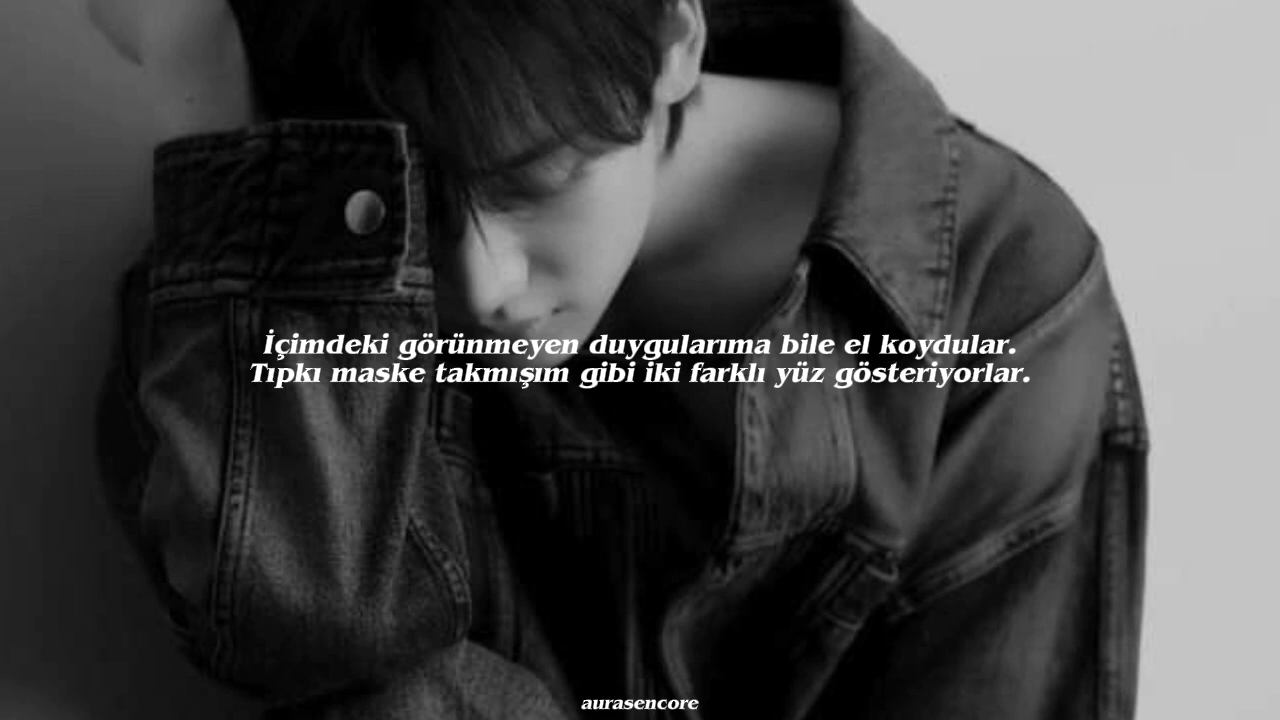 İçimdeki görünmeyen duygularıma bile el koydular.
Tıpkı maske takmışım gibi iki farklı yüz gösteriyorlar.
aurasencore